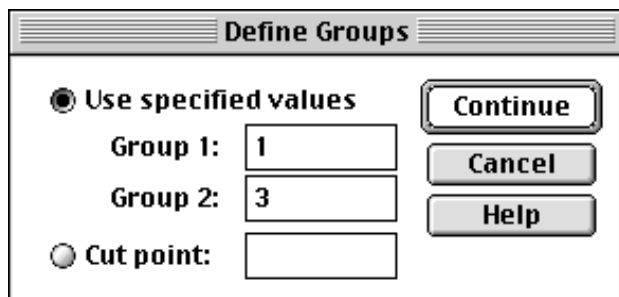 Define Groups
Use specified values
Group 1: 1
Group 2: 3
Cut point:
Continue
Cancel
Help